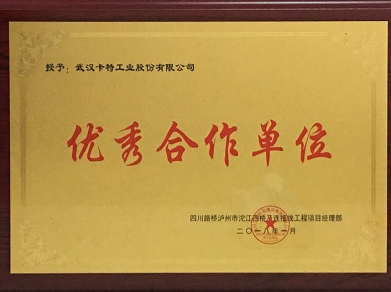 授予：武汉卡特工业股份有限公司
优秀合作单位
四川路桥泸州市沱江四桥及连接线工程项目经理部
二〇一八年一月